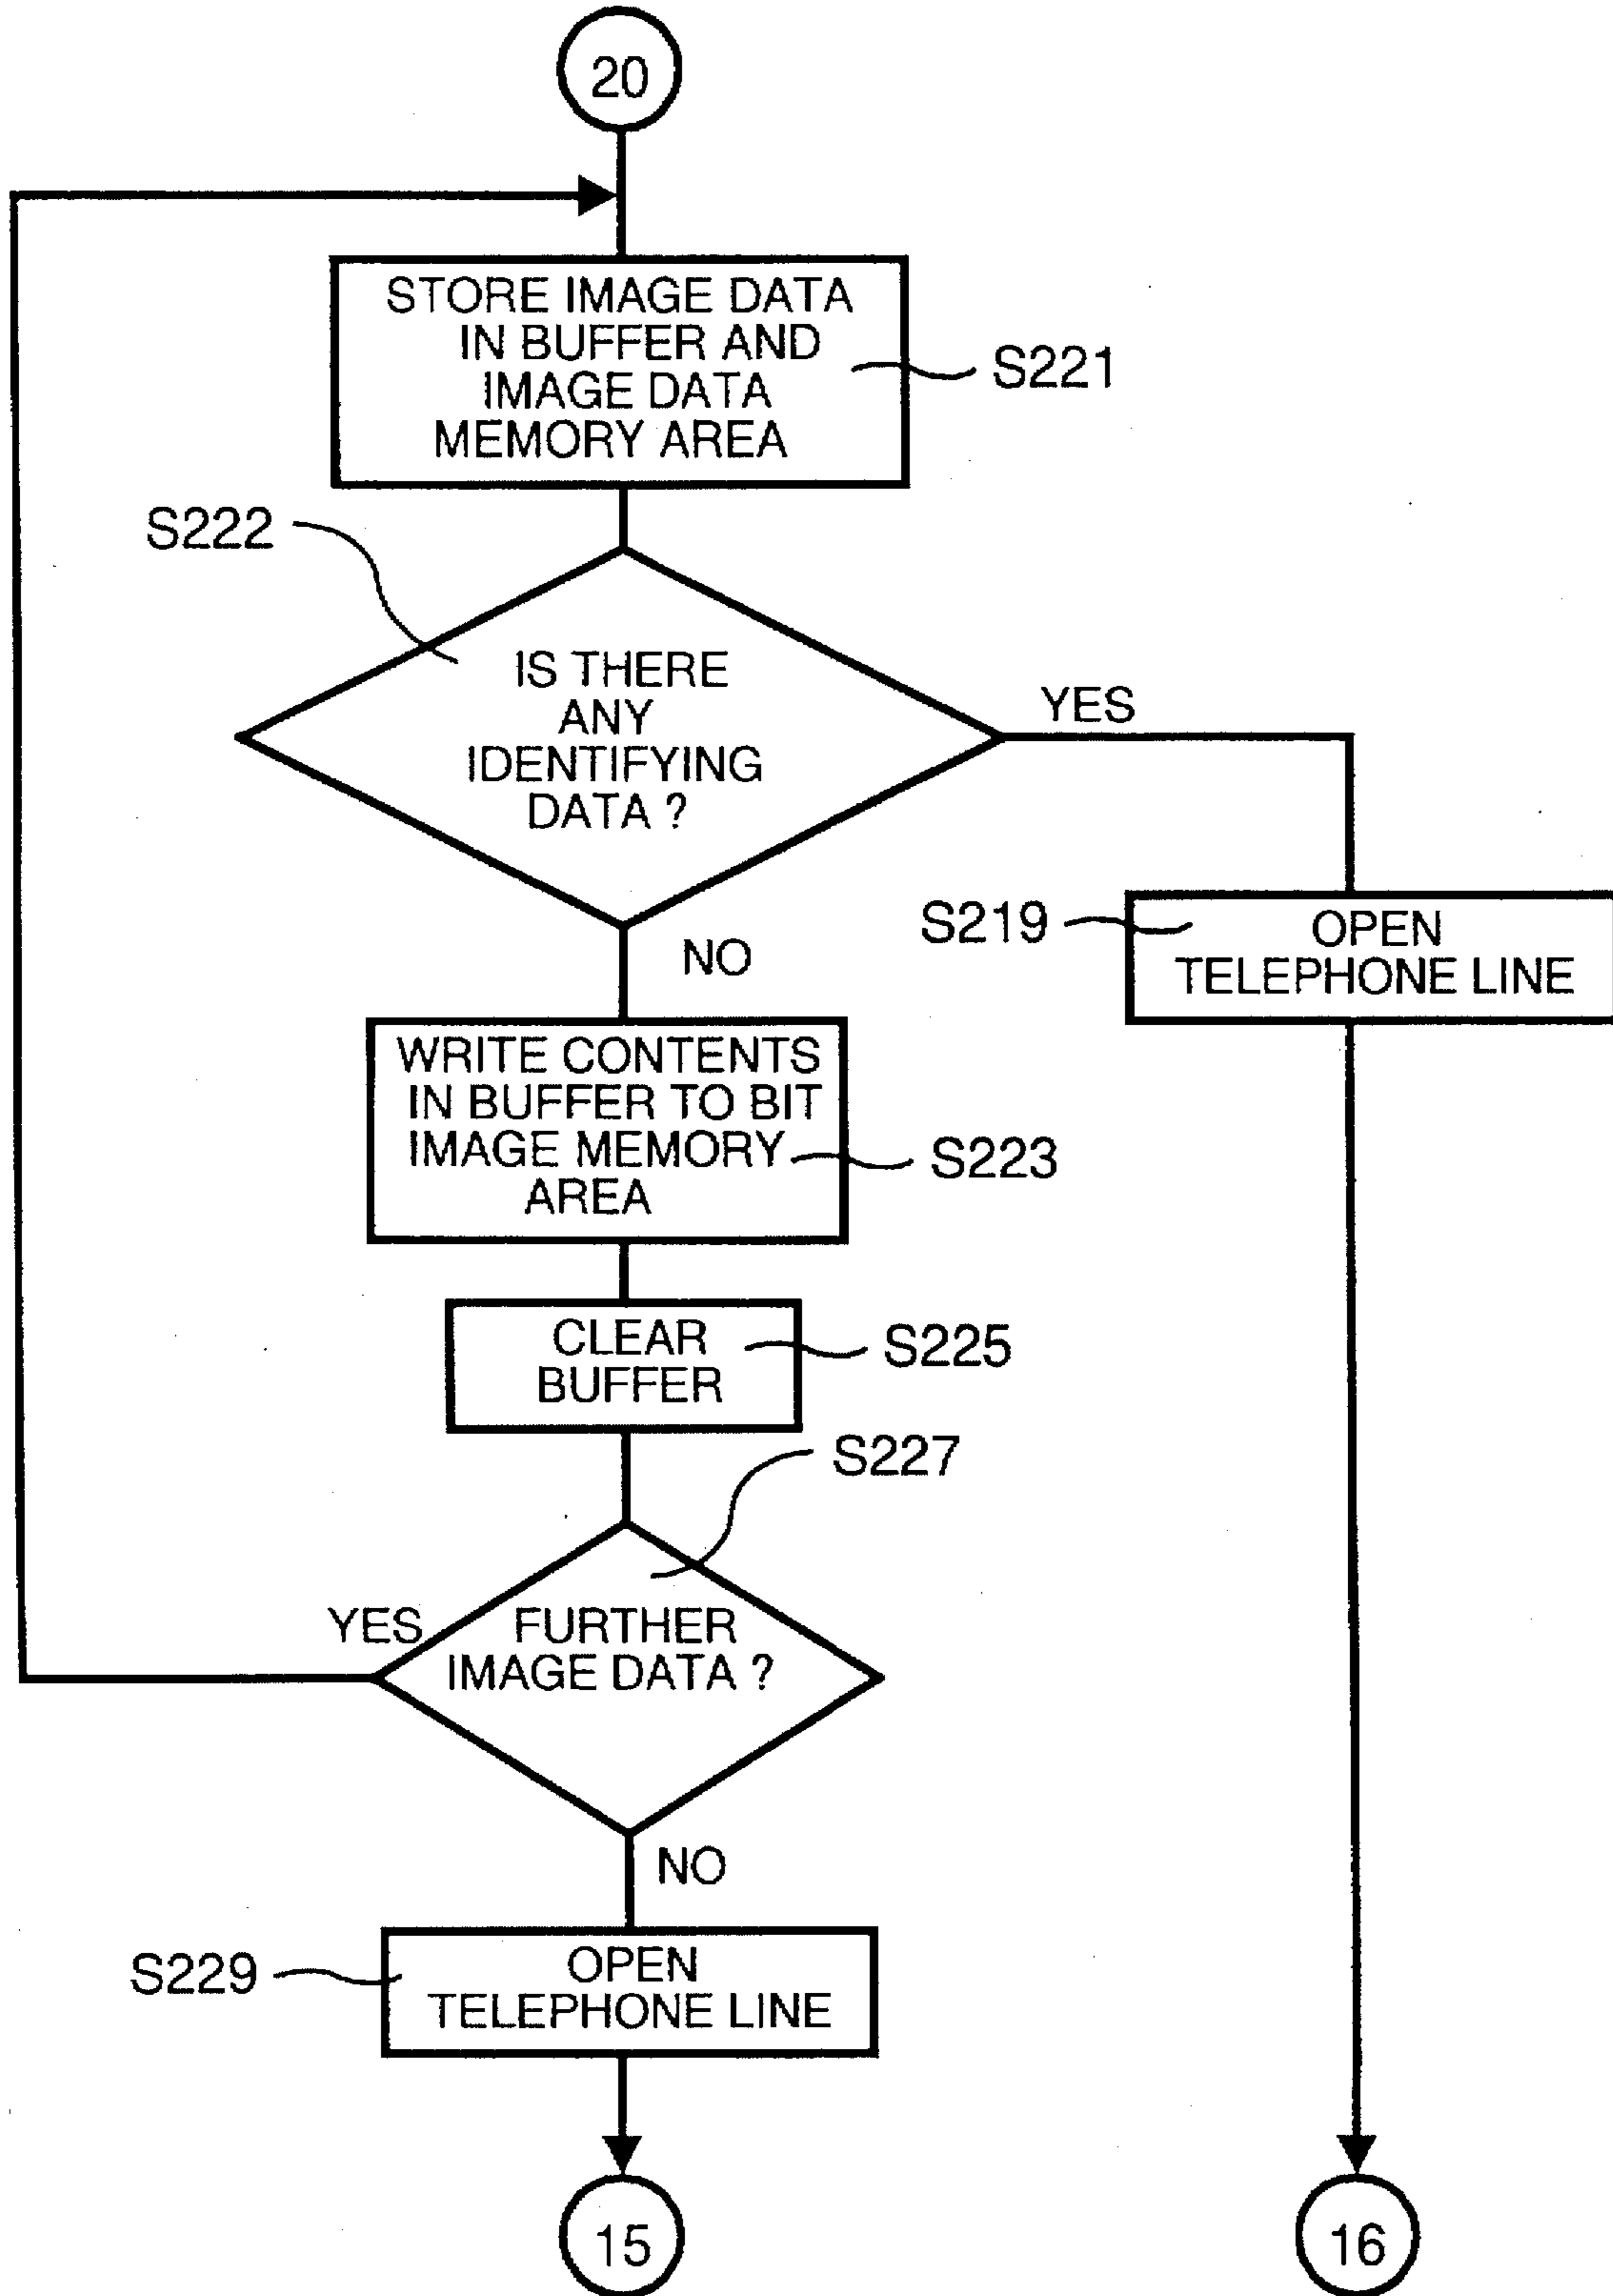 20
STORE IMAGE DATA
IN BUFFER AND
IMAGE DATA
MEMORY AREA
S221
S222
IS THERE
ANY
IDENTIFYING
DATA ?
YES
NO
S219
OPEN
TELEPHONE LINE
WRITE CONTENTS
IN BUFFER TO BIT
IMAGE MEMORY
AREA
S223
CLEAR
BUFFER
S225
S227
YES
FURTHER
IMAGE DATA ?
NO
S229
OPEN
TELEPHONE LINE
15
16